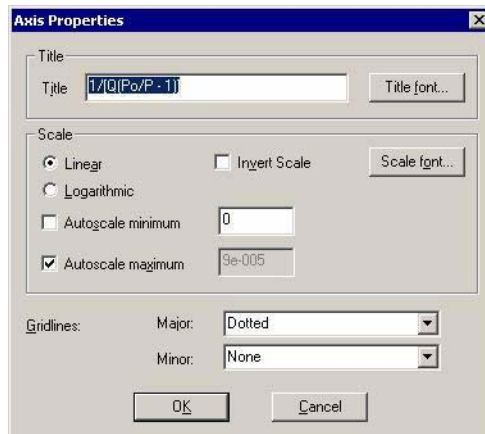 Axis Properties
Title
Title 1/[Q(Po/P - 1)] Title font...
Scale
Linear Invert Scale Scale font...
Logarithmic
Autoscale minimum 0
Autoscale maximum 9e-005
Gridlines: Major: Dotted
Minor: None
OK Cancel